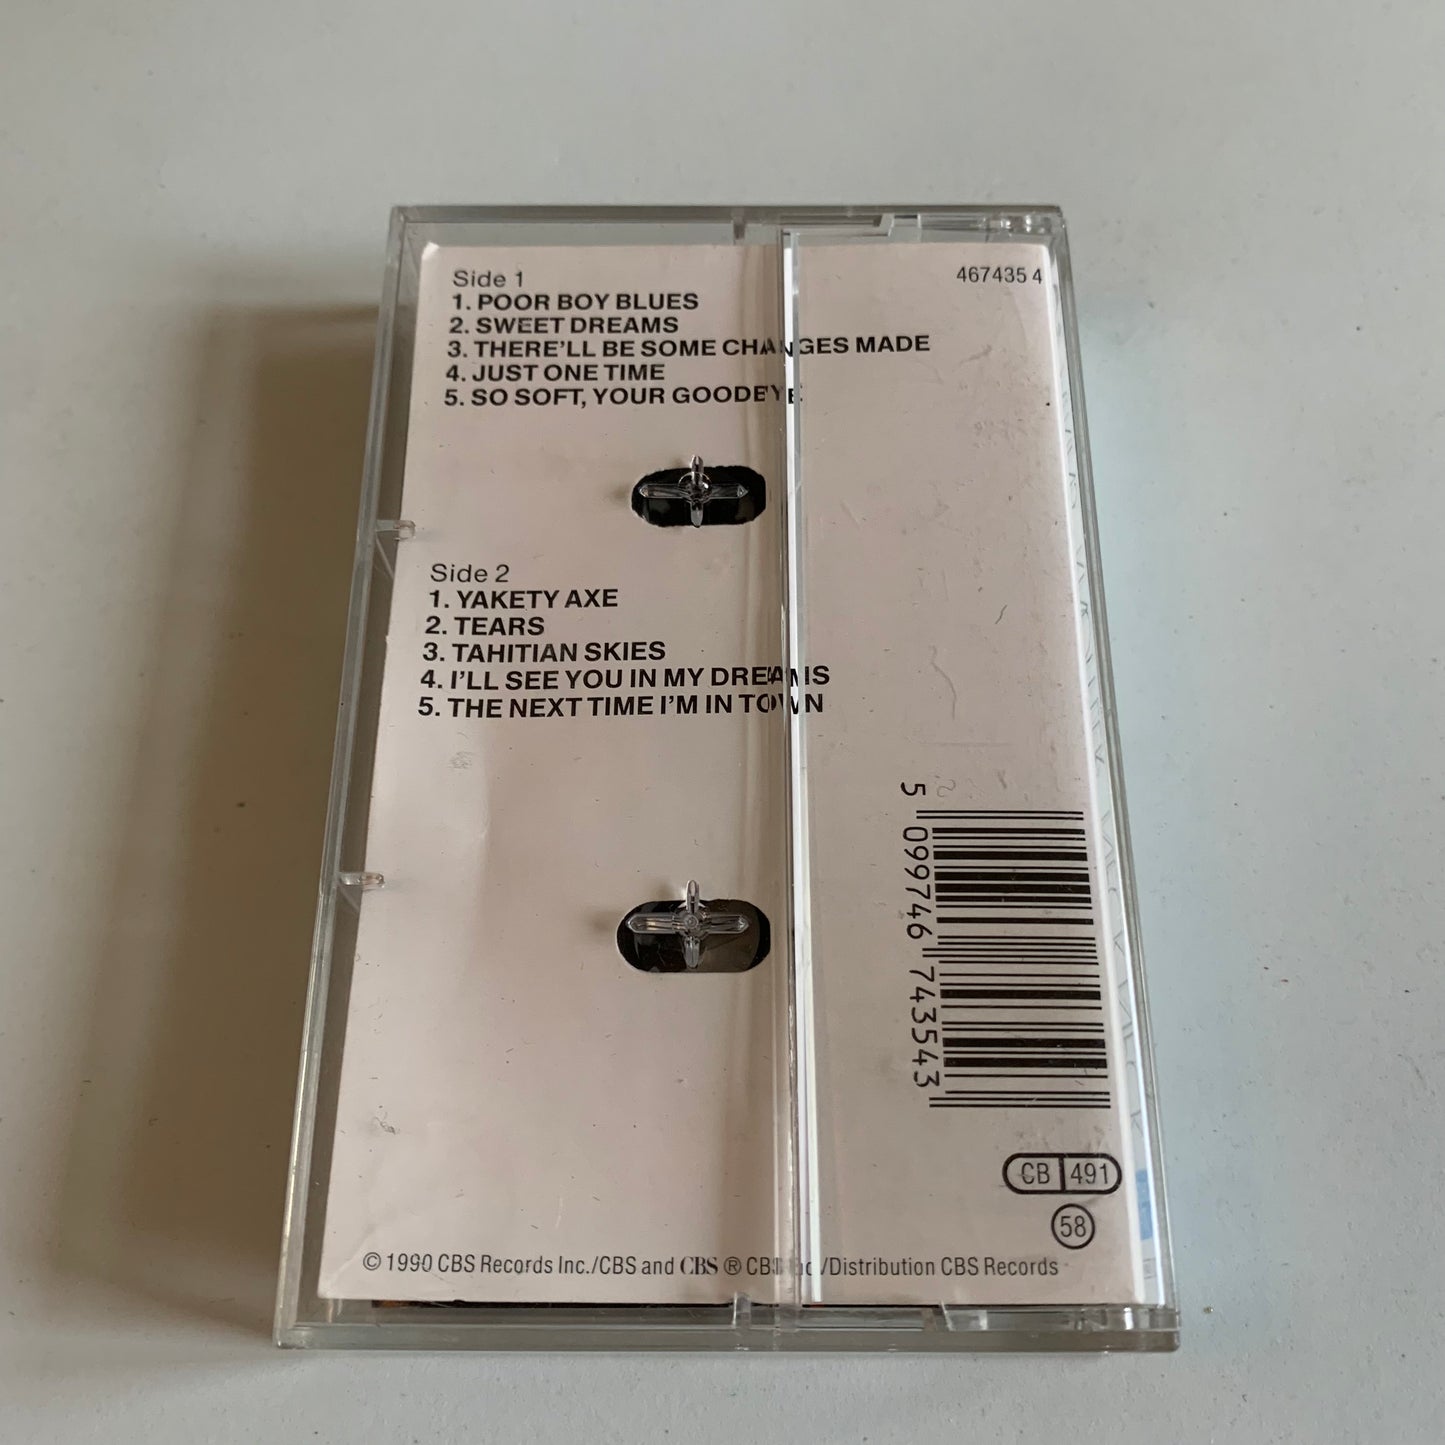 Side 1
4674354
1. POOR BOY BLUES
2. SWEET DREAMS
3. THERE'LL BE SOME CHANGES MADE
4. JUST ONE TIME
5. SO SOFT, YOUR GOODBYE
Side 2
1. YAKETY AXE
2. TEARS
3. TAHITIAN SKIES
4. I'LL SEE YOU IN MY DREAMS
5. THE NEXT TIME I'M IN TOWN
5 099746 743543
CB 491
58
© 1990 CBS Records Inc./CBS and CBS ® CBS Inc./Distribution CBS Records